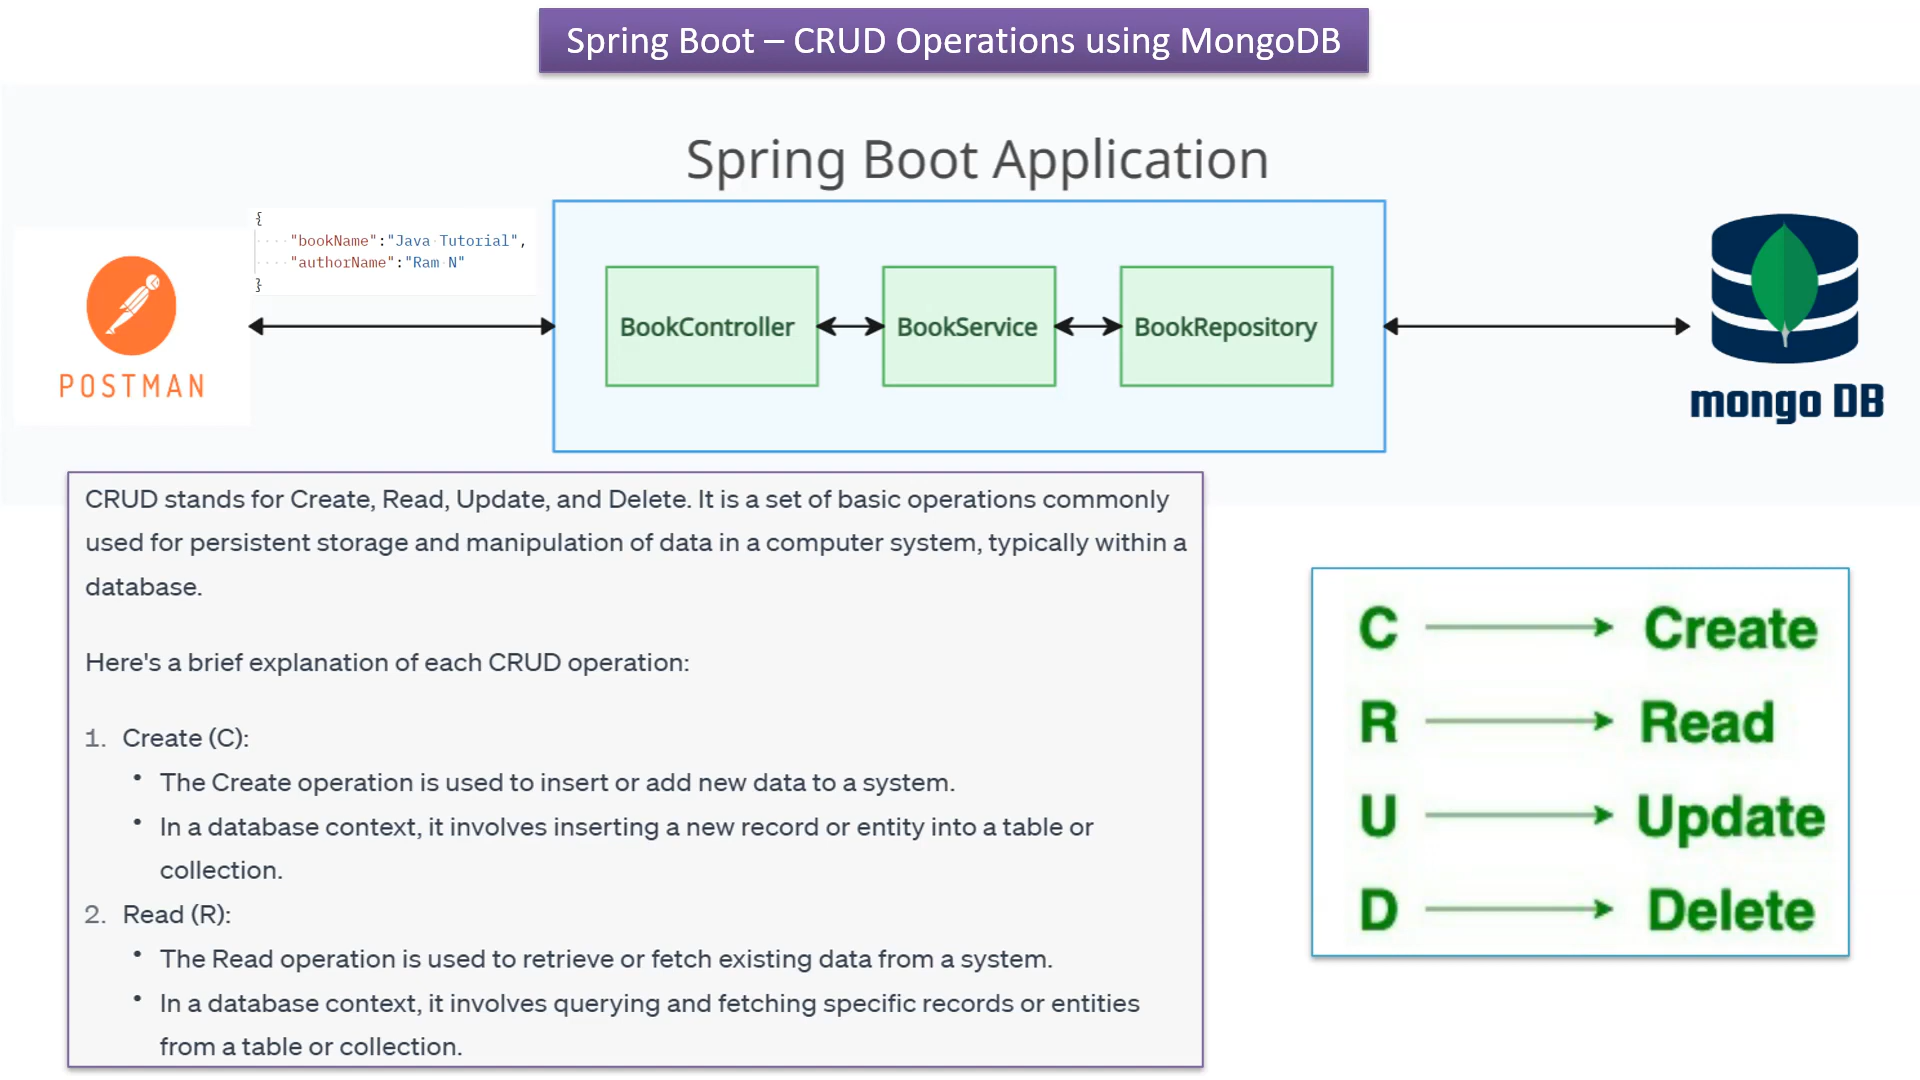 Spring Boot – CRUD Operations using MongoDB
Spring Boot Application
{
"bookName":"Java Tutorial",
"authorName":"Ram N"
}
POSTMAN
BookController
BookService
BookRepository
mongo DB
CRUD stands for Create, Read, Update, and Delete. It is a set of basic operations commonly
used for persistent storage and manipulation of data in a computer system, typically within a
database.
Here's a brief explanation of each CRUD operation:
1. Create (C):
• The Create operation is used to insert or add new data to a system.
• In a database context, it involves inserting a new record or entity into a table or
collection.
2. Read (R):
• The Read operation is used to retrieve or fetch existing data from a system.
• In a database context, it involves querying and fetching specific records or entities
from a table or collection.
C Create
R Read
U Update
D Delete